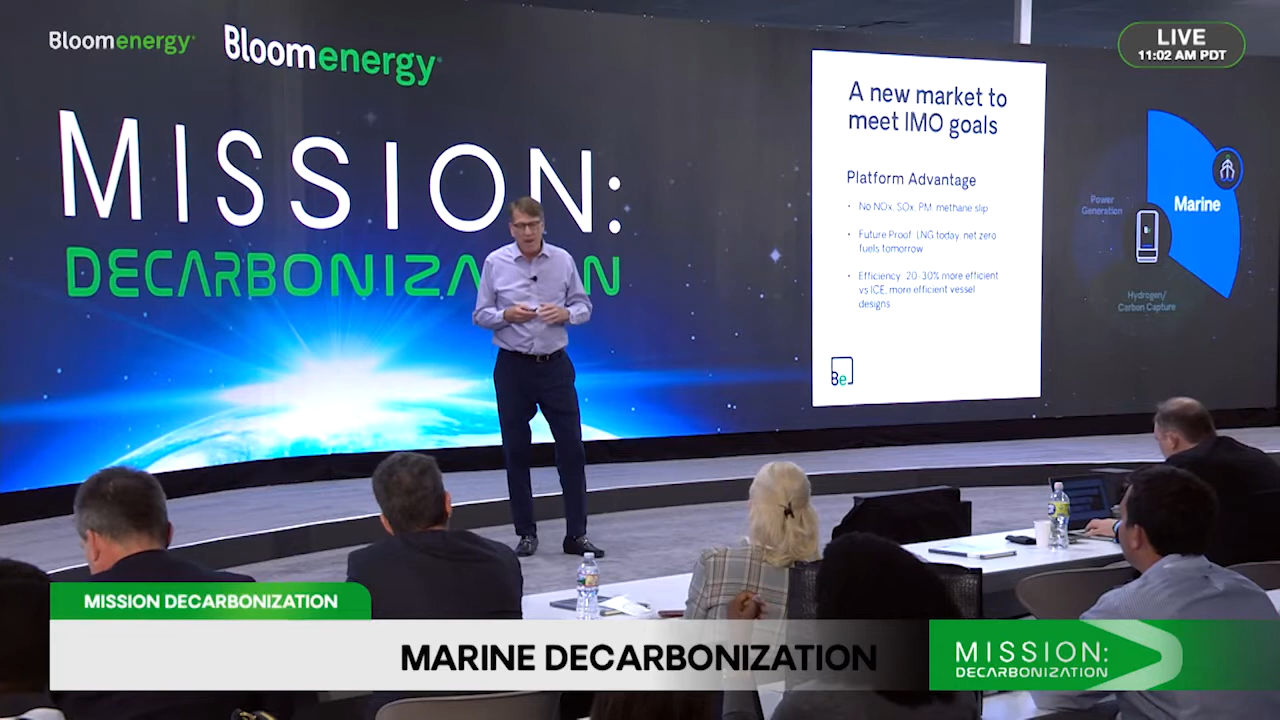 Bloomenergy
Bloomenergy
LIVE
11:02 AM PDT
MISSION:
A new market to
meet IMO goals
Platform Advantage
• No NOx, SOx, PM, methane slip
• Future Proof: LNG today, net zero
fuels tomorrow
• Efficiency: 20-30% more efficient
vs ICE, more efficient vessel
designs
Be
Power
Generation
Marine
Hydrogen/
Carbon Capture
MISSION DECARBONIZATION
MARINE DECARBONIZATION
MISSION:
DECARBONIZATION